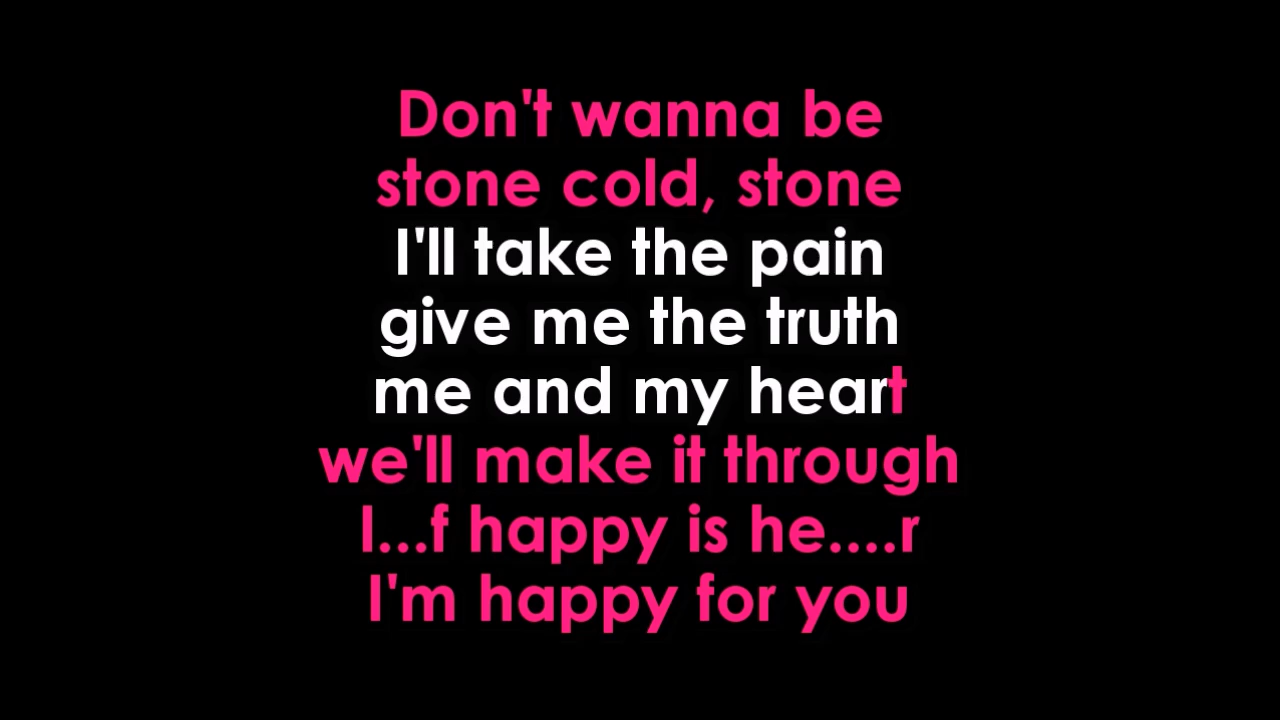 Don't wanna be
stone cold, stone
I'll take the pain
give me the truth
me and my heart
we'll make it through
I...f happy is he....r
I'm happy for you